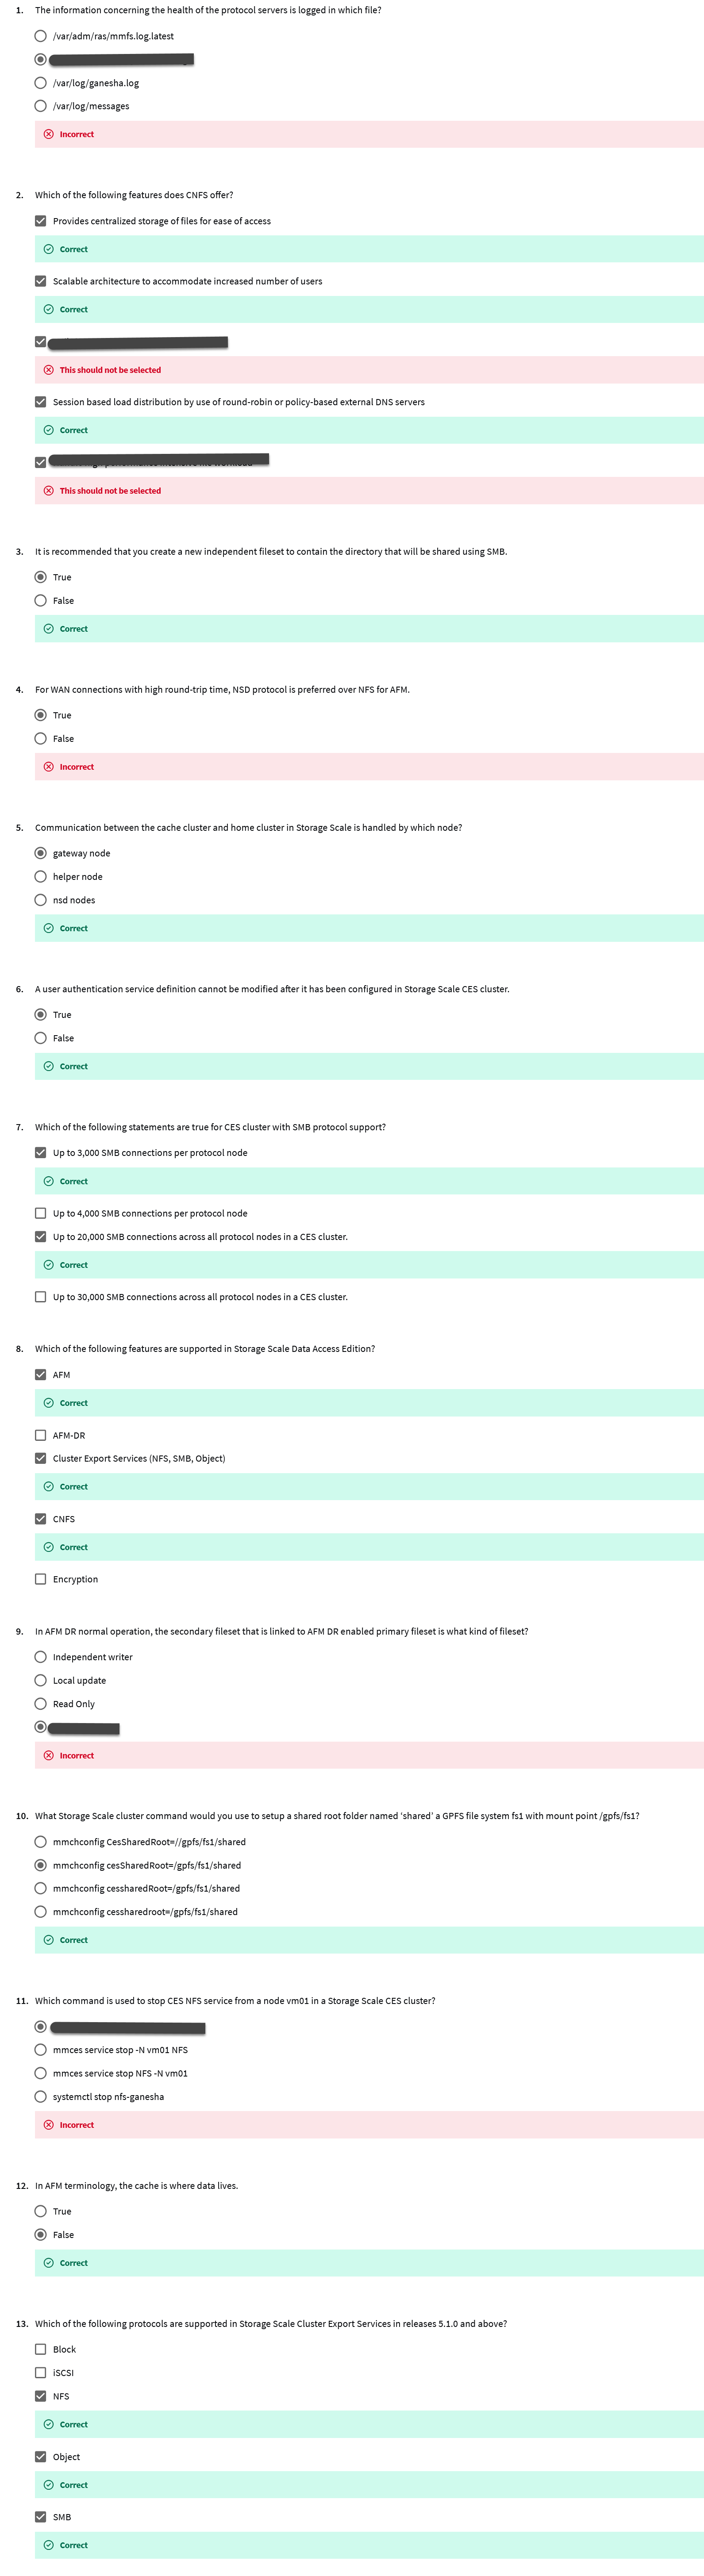 1. The information concerning the health of the protocol servers is logged in which file?
/var/adm/ras/mmfs.log.latest
/var/log/ganesha.log
/var/log/messages
Incorrect
2. Which of the following features does CNFS offer?
Provides centralized storage of files for ease of access
Correct
Scalable architecture to accommodate increased number of users
Correct
This should not be selected
Session based load distribution by use of round-robin or policy-based external DNS servers
Correct
This should not be selected
3. It is recommended that you create a new independent fileset to contain the directory that will be shared using SMB.
True
False
Correct
4. For WAN connections with high round-trip time, NSD protocol is preferred over NFS for AFM.
True
False
Incorrect
5. Communication between the cache cluster and home cluster in Storage Scale is handled by which node?
gateway node
helper node
nsd nodes
Correct
6. A user authentication service definition cannot be modified after it has been configured in Storage Scale CES cluster.
True
False
Correct
7. Which of the following statements are true for CES cluster with SMB protocol support?
Up to 3,000 SMB connections per protocol node
Correct
Up to 4,000 SMB connections per protocol node
Up to 20,000 SMB connections across all protocol nodes in a CES cluster.
Correct
Up to 30,000 SMB connections across all protocol nodes in a CES cluster.
8. Which of the following features are supported in Storage Scale Data Access Edition?
AFM
Correct
AFM-DR
Cluster Export Services (NFS, SMB, Object)
Correct
CNFS
Correct
Encryption
9. In AFM DR normal operation, the secondary fileset that is linked to AFM DR enabled primary fileset is what kind of fileset?
Independent writer
Local update
Read Only
Incorrect
10. What Storage Scale cluster command would you use to setup a shared root folder named 'shared' a GPFS file system fs1 with mount point /gpfs/fs1?
mmchconfig CesSharedRoot=//gpfs/fs1/shared
mmchconfig cesSharedRoot=/gpfs/fs1/shared
mmchconfig cessharedRoot=/gpfs/fs1/shared
mmchconfig cessharedroot=/gpfs/fs1/shared
Correct
11. Which command is used to stop CES NFS service from a node vm01 in a Storage Scale CES cluster?
mmces service stop -N vm01 NFS
mmces service stop NFS -N vm01
systemctl stop nfs-ganesha
Incorrect
12. In AFM terminology, the cache is where data lives.
True
False
Correct
13. Which of the following protocols are supported in Storage Scale Cluster Export Services in releases 5.1.0 and above?
Block
iSCSI
NFS
Correct
Object
Correct
SMB
Correct